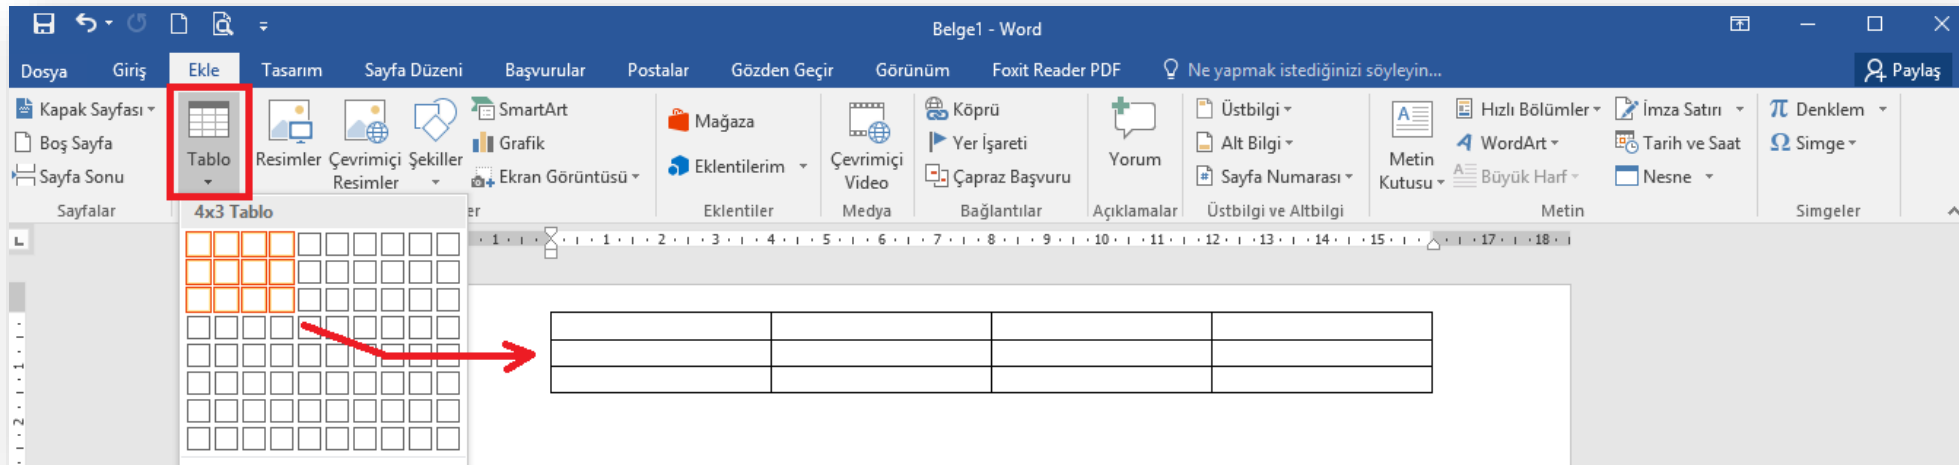 Belge1 - Word
Dosya Giriş Ekle Tasarım Sayfa Düzeni Başvurular Postalar Gözden Geçir Görünüm Foxit Reader PDF Ne yapmak istediğinizi söyleyin... Paylaş
Kapak Sayfası
Boş Sayfa
Sayfa Sonu
Sayfalar
Tablo
Resimler
Çevrimiçi
Resimler
Şekiller
SmartArt
Grafik
Ekran Görüntüsü
er
Mağaza
Eklentilerim
Eklentiler
Çevrimiçi
Video
Medya
Köprü
Yer İşareti
Çapraz Başvuru
Bağlantılar
Yorum
Açıklamalar
Üstbilgi
Alt Bilgi
Sayfa Numarası
Üstbilgi ve Altbilgi
Metin
Kutusu
Hızlı Bölümler
WordArt
Büyük Harf
İmza Satırı
Tarih ve Saat
Nesne
Metin
Denklem
Simge
Simgeler
4x3 Tablo
1 1 2 3 4 5 6 7 8 9 10 11 12 13 14 15 17 18
1
2